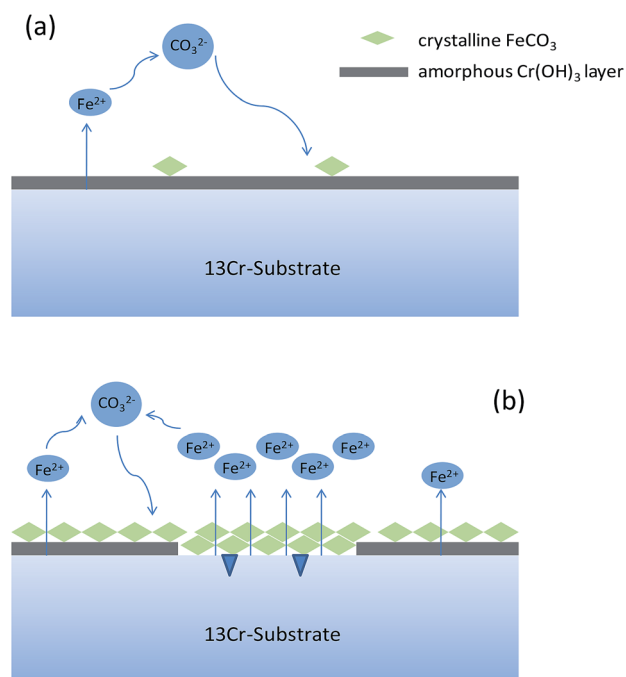 (a)
CO₃²⁻
crystalline FeCO₃
amorphous Cr(OH)₃ layer
Fe²⁺
13Cr-Substrate
(b)
CO₃²⁻
Fe²⁺ Fe²⁺ Fe²⁺
Fe²⁺ Fe²⁺ Fe²⁺ Fe²⁺
13Cr-Substrate